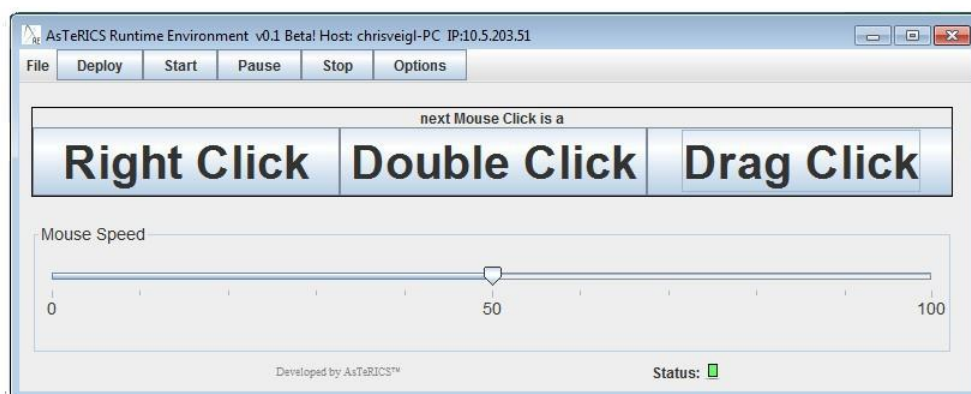 AsTeRICS Runtime Environment v0.1 Beta! Host: chrisveigl-PC IP:10.5.203.51
File Deploy Start Pause Stop Options
next Mouse Click is a
Right Click Double Click Drag Click
Mouse Speed
0 50 100
Developed by AsTeRICS™ Status: